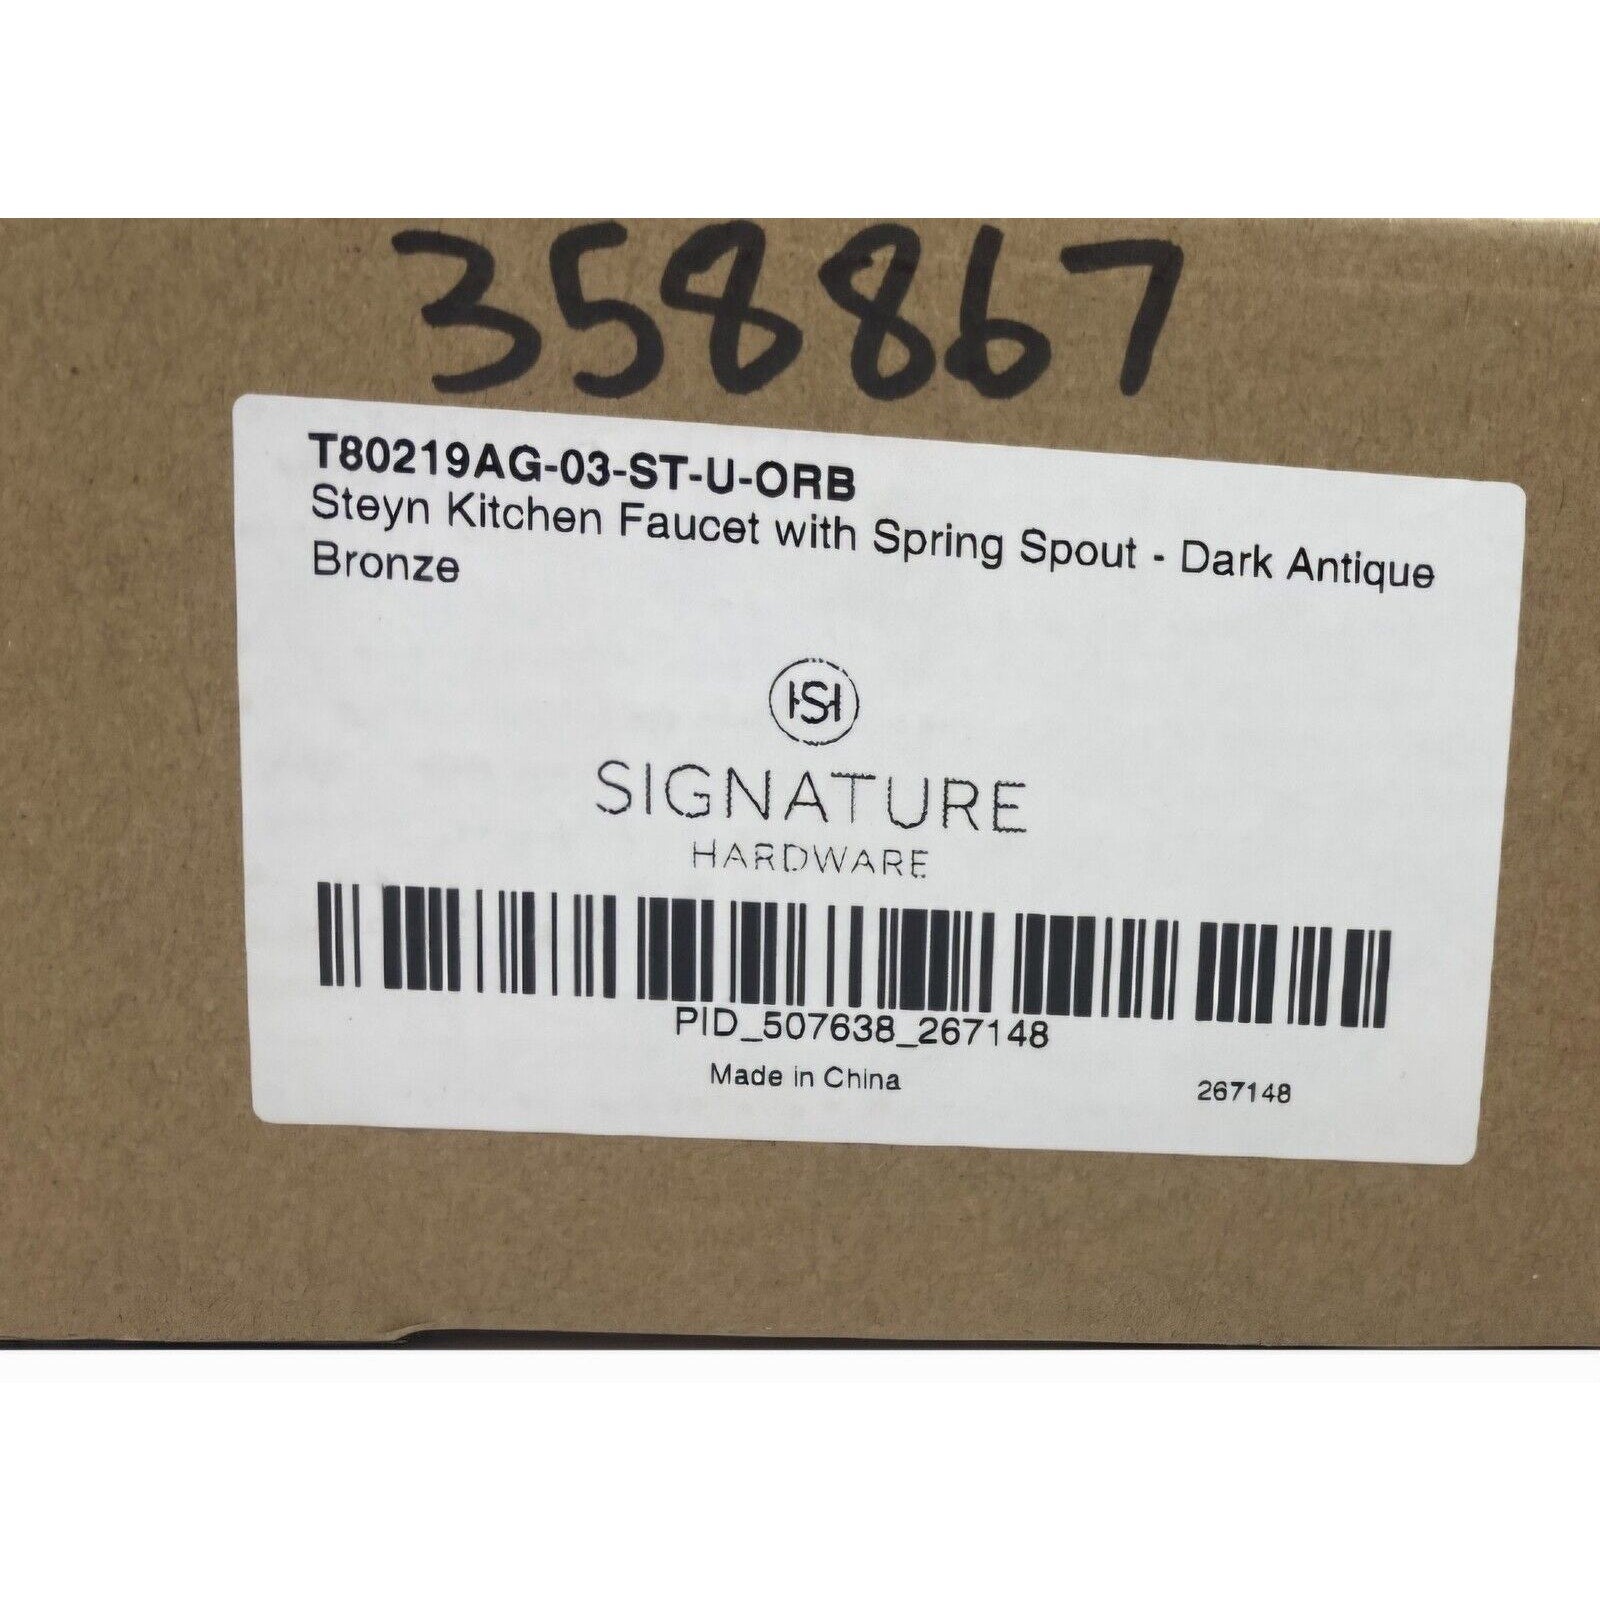 358867
T80219AG-03-ST-U-ORB
Steyn Kitchen Faucet with Spring Spout - Dark Antique
Bronze
HSH
SIGNATURE
HARDWARE
PID_507638_267148
Made in China
267148